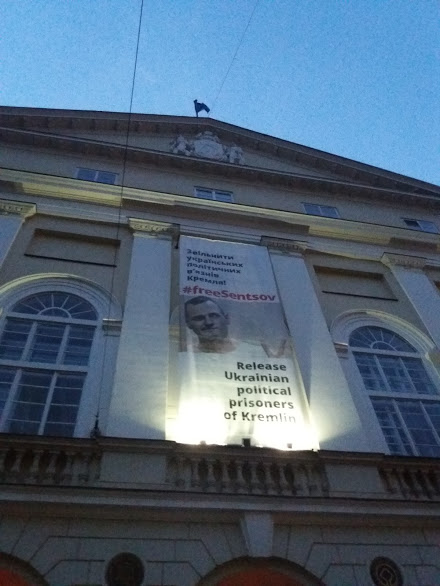 Звільнити
українських
політичних
в'язнів
Кремля!
#freeSentsov
Release
Ukrainian
political
prisoners
of Kremlin